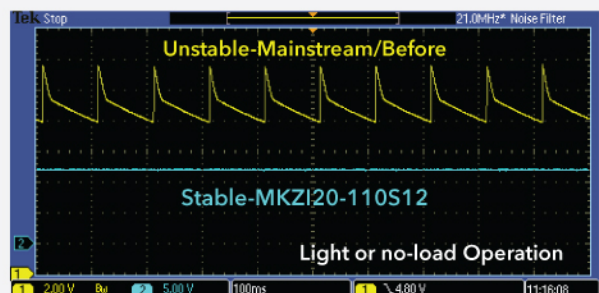 Tek Stop
21.0MHz* Noise Filter
Unstable-Mainstream/Before
Stable-MKZI20-110S12
2
Light or no-load Operation
1
1 2.00 V Bw 2 5.00 V 100ms 1 4.80 V 11:16:08